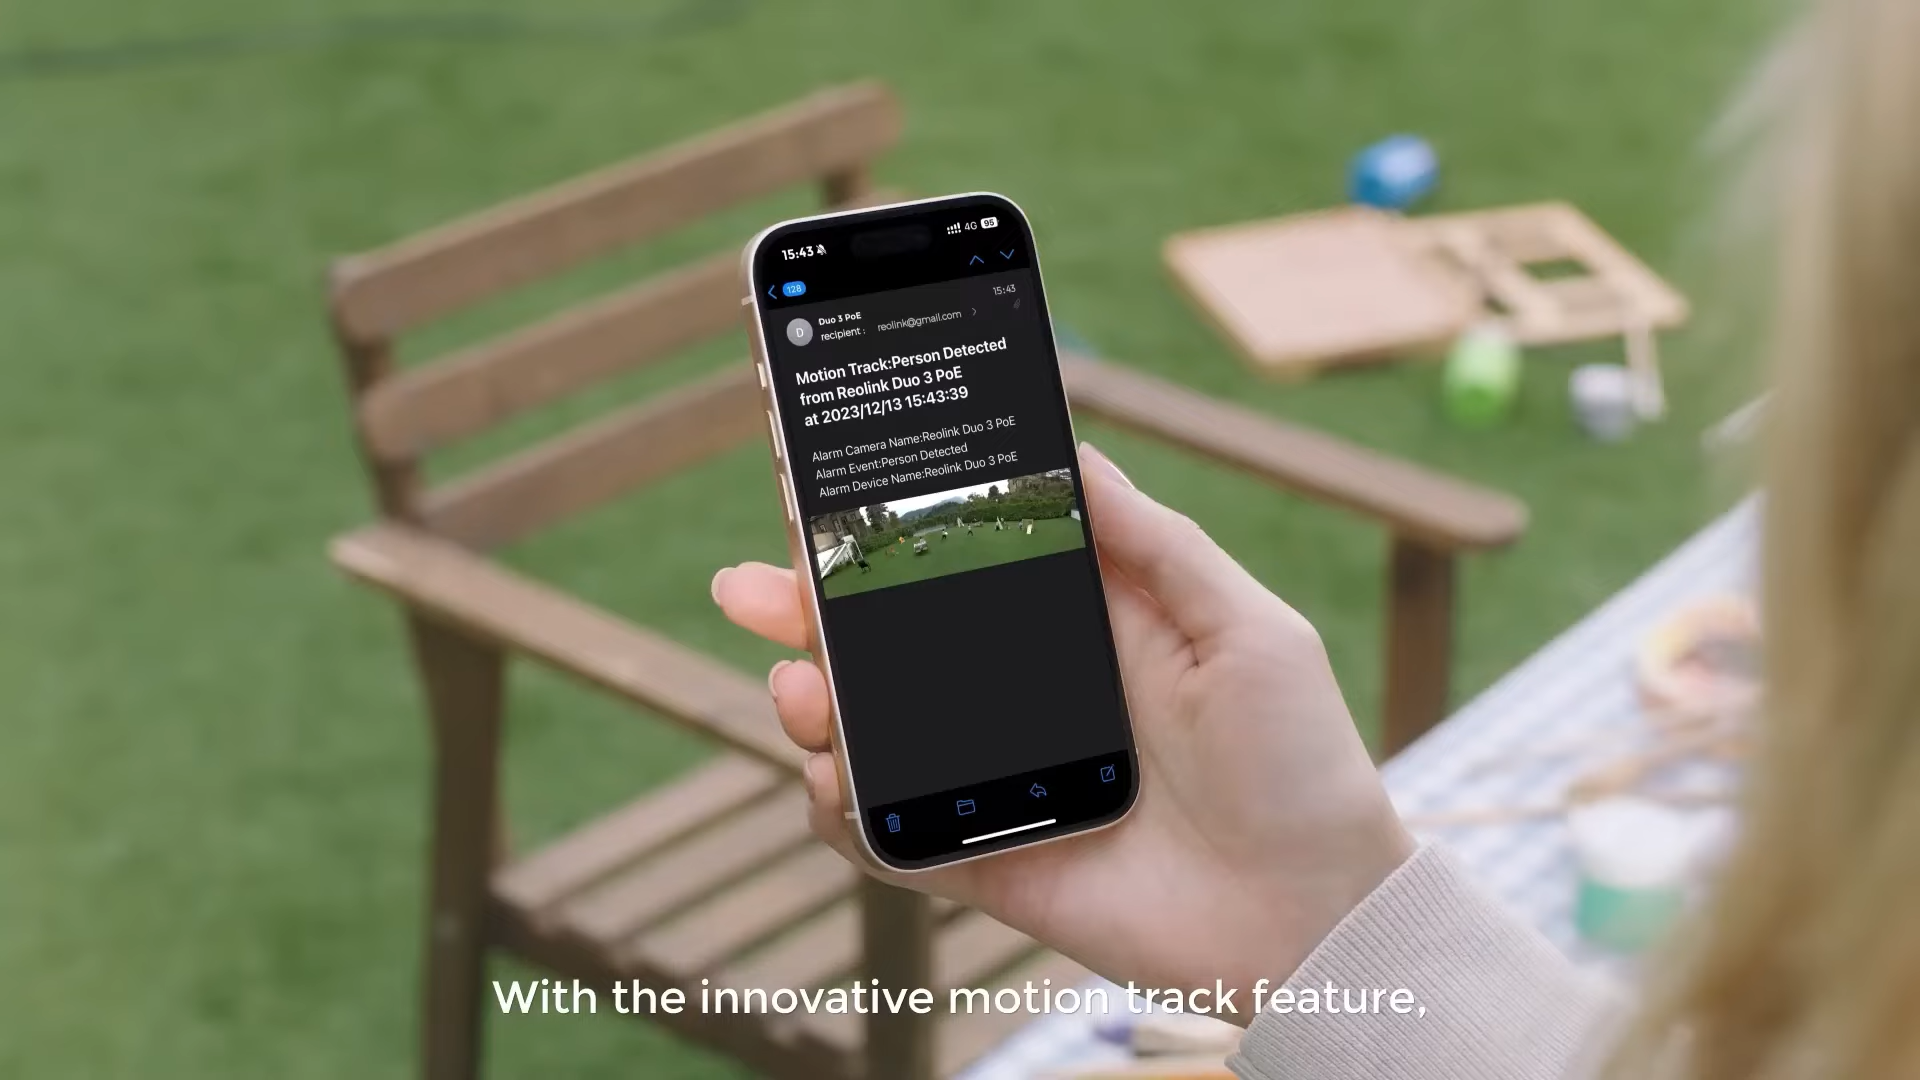 15:43
4G 95
128
15:43
D
Duo 3 PoE
recipient : reolink@gmail.com
Motion Track:Person Detected
from Reolink Duo 3 PoE
at 2023/12/13 15:43:39
Alarm Camera Name:Reolink Duo 3 PoE
Alarm Event:Person Detected
Alarm Device Name:Reolink Duo 3 PoE
With the innovative motion track feature,